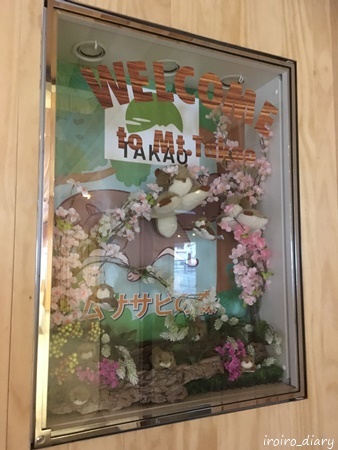 WELCOME
to Mt.Takao
TAKAO
ムササビの森
iroiro_diary